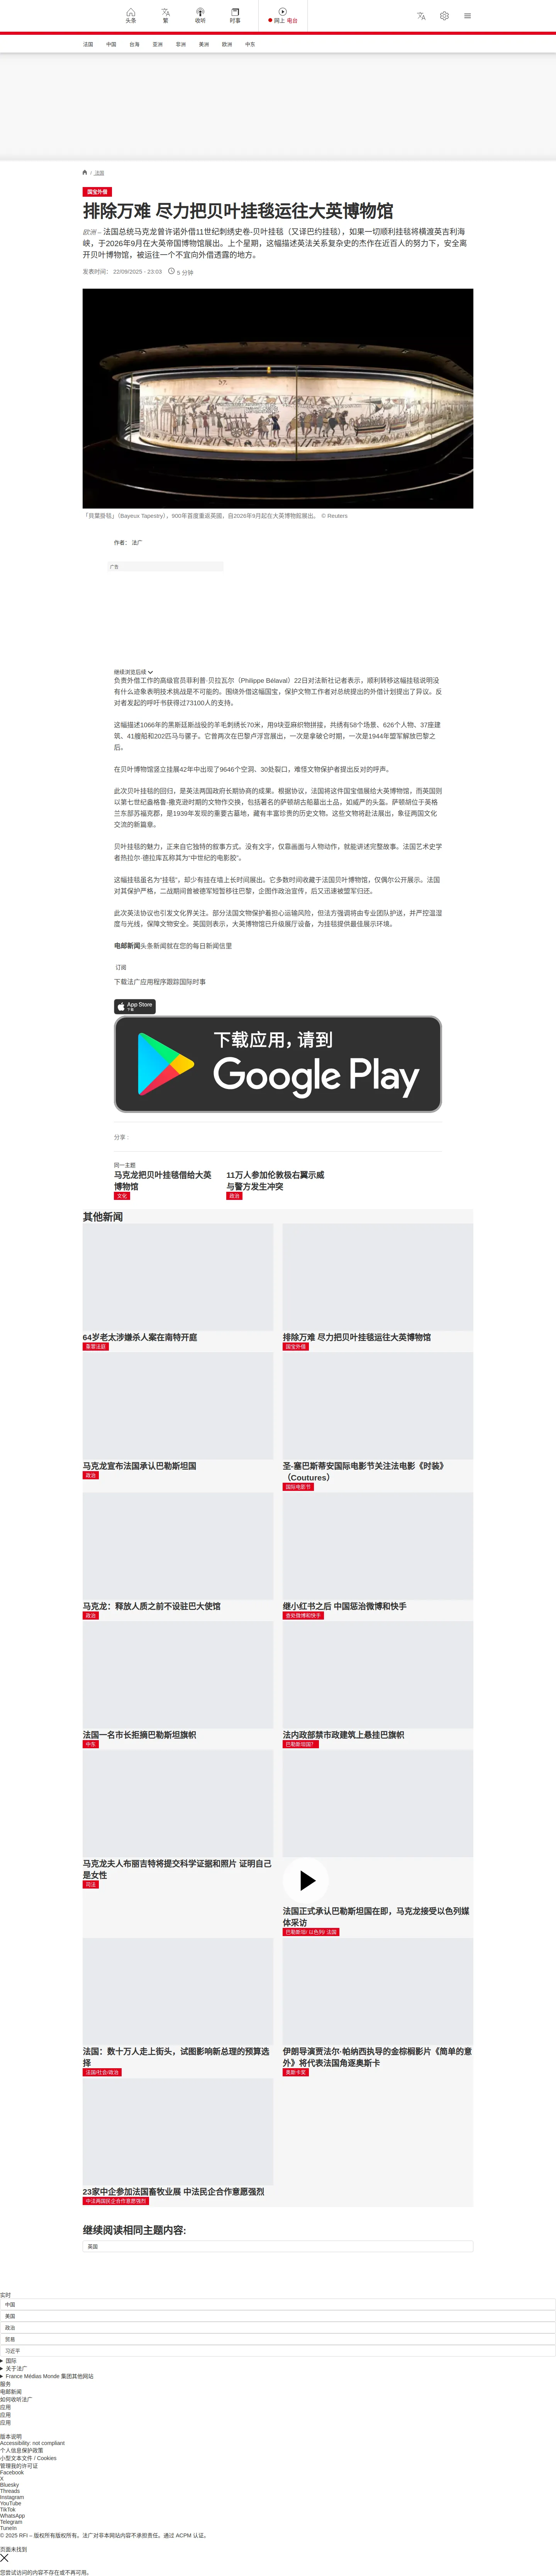 头条
繁
收听
时事
网上 电台
法国
中国
台海
亚洲
非洲
美洲
欧洲
中东
/ 法国
国宝外借
排除万难 尽力把贝叶挂毯运往大英博物馆
欧洲 – 法国总统马克龙曾许诺外借11世纪刺绣史卷-贝叶挂毯（又译巴约挂毯），如果一切顺利挂毯将横渡英吉利海
峡，于2026年9月在大英帝国博物馆展出。上个星期，这幅描述英法关系复杂史的杰作在近百人的努力下，安全离
开贝叶博物馆，被运往一个不宜向外借透露的地方。
发表时间： 22/09/2025 - 23:03
5 分钟
「貝葉掛毯」（Bayeux Tapestry），900年首度重返英國，自2026年9月起在大英博物館展出。 © Reuters
作者： 法广
广告
继续浏览后续
负责外借工作的高级官员菲利普·贝拉瓦尔（Philippe Bélaval）22日对法新社记者表示，顺利转移这幅挂毯说明没
有什么迹象表明技术挑战是不可能的。围绕外借这幅国宝，保护文物工作者对总统提出的外借计划提出了异议。反
对者发起的呼吁书获得过73100人的支持。
这幅描述1066年的黑斯廷斯战役的羊毛刺绣长70米，用9块亚麻织物拼接，共绣有58个场景、626个人物、37座建
筑、41艘船和202匹马与骡子。它曾两次在巴黎卢浮宫展出，一次是拿破仑时期，一次是1944年盟军解放巴黎之
后。
在贝叶博物馆竖立挂展42年中出现了9646个空洞、30处裂口，难怪文物保护者提出反对的呼声。
此次贝叶挂毯的回归，是英法两国政府长期协商的成果。根据协议，法国将这件国宝借展给大英博物馆，而英国则
以第七世纪盎格鲁-撒克逊时期的文物作交换，包括著名的萨顿胡古船墓出土品，如威严的头盔。萨顿胡位于英格
兰东部苏福克郡，是1939年发现的重要古墓地，藏有丰富珍贵的历史文物。这些文物将赴法展出，象征两国文化
交流的新篇章。
贝叶挂毯的魅力，正来自它独特的叙事方式。没有文字，仅靠画面与人物动作，就能讲述完整故事。法国艺术史学
者热拉尔·德拉库瓦称其为“中世纪的电影胶”。
这幅挂毯虽名为“挂毯”，却少有挂在墙上长时间展出。它多数时间收藏于法国贝叶博物馆，仅偶尔公开展示。法国
对其保护严格，二战期间曾被德军短暂移往巴黎，企图作政治宣传，后又迅速被盟军归还。
此次英法协议也引发文化界关注。部分法国文物保护者担心运输风险，但法方强调将由专业团队护送，并严控温湿
度与光线，保障文物安全。英国则表示，大英博物馆已升级展厅设备，为挂毯提供最佳展示环境。
电邮新闻头条新闻就在您的每日新闻信里
订阅
下载法广应用程序跟踪国际时事
App Store
下载
下载应用，请到
Google Play
分享 :
同一主题
马克龙把贝叶挂毯借给大英
博物馆
文化
11万人参加伦敦极右翼示威
与警方发生冲突
政治
其他新闻
64岁老太涉嫌杀人案在南特开庭
重罪法庭
排除万难 尽力把贝叶挂毯运往大英博物馆
国宝外借
马克龙宣布法国承认巴勒斯坦国
政治
圣-塞巴斯蒂安国际电影节关注法电影《时装》
（Coutures）
国际电影节
马克龙：释放人质之前不设驻巴大使馆
政治
继小红书之后 中国惩治微博和快手
查处微博和快手
法国一名市长拒摘巴勒斯坦旗帜
中东
法内政部禁市政建筑上悬挂巴旗帜
巴勒斯坦国？
马克龙夫人布丽吉特将提交科学证据和照片 证明自己
是女性
司法
法国正式承认巴勒斯坦国在即，马克龙接受以色列媒
体采访
巴勒斯坦/ 以色列/ 法国
法国：数十万人走上街头，试图影响新总理的预算选
择
法国/社会/政治
伊朗导演贾法尔·帕纳西执导的金棕榈影片《简单的意
外》将代表法国角逐奥斯卡
奥斯卡奖
23家中企参加法国畜牧业展 中法民企合作意愿强烈
中法两国民企合作意愿强烈
继续阅读相同主题内容:
英国
实时
中国
美国
政治
贸易
习近平
国际
关于法广
France Médias Monde 集团其他网站
服务
电邮新闻
如何收听法广
应用
应用
应用
版本说明
Accessibility: not compliant
个人信息保护政策
小型文本文件 / Cookies
管理我的许可证
Facebook
X
Bluesky
Threads
Instagram
YouTube
TikTok
WhatsApp
Telegram
TuneIn
© 2025 RFI – 版权所有版权所有。法广对非本网站内容不承担责任。通过 ACPM 认证。
页面未找到
您尝试访问的内容不存在或不再可用。